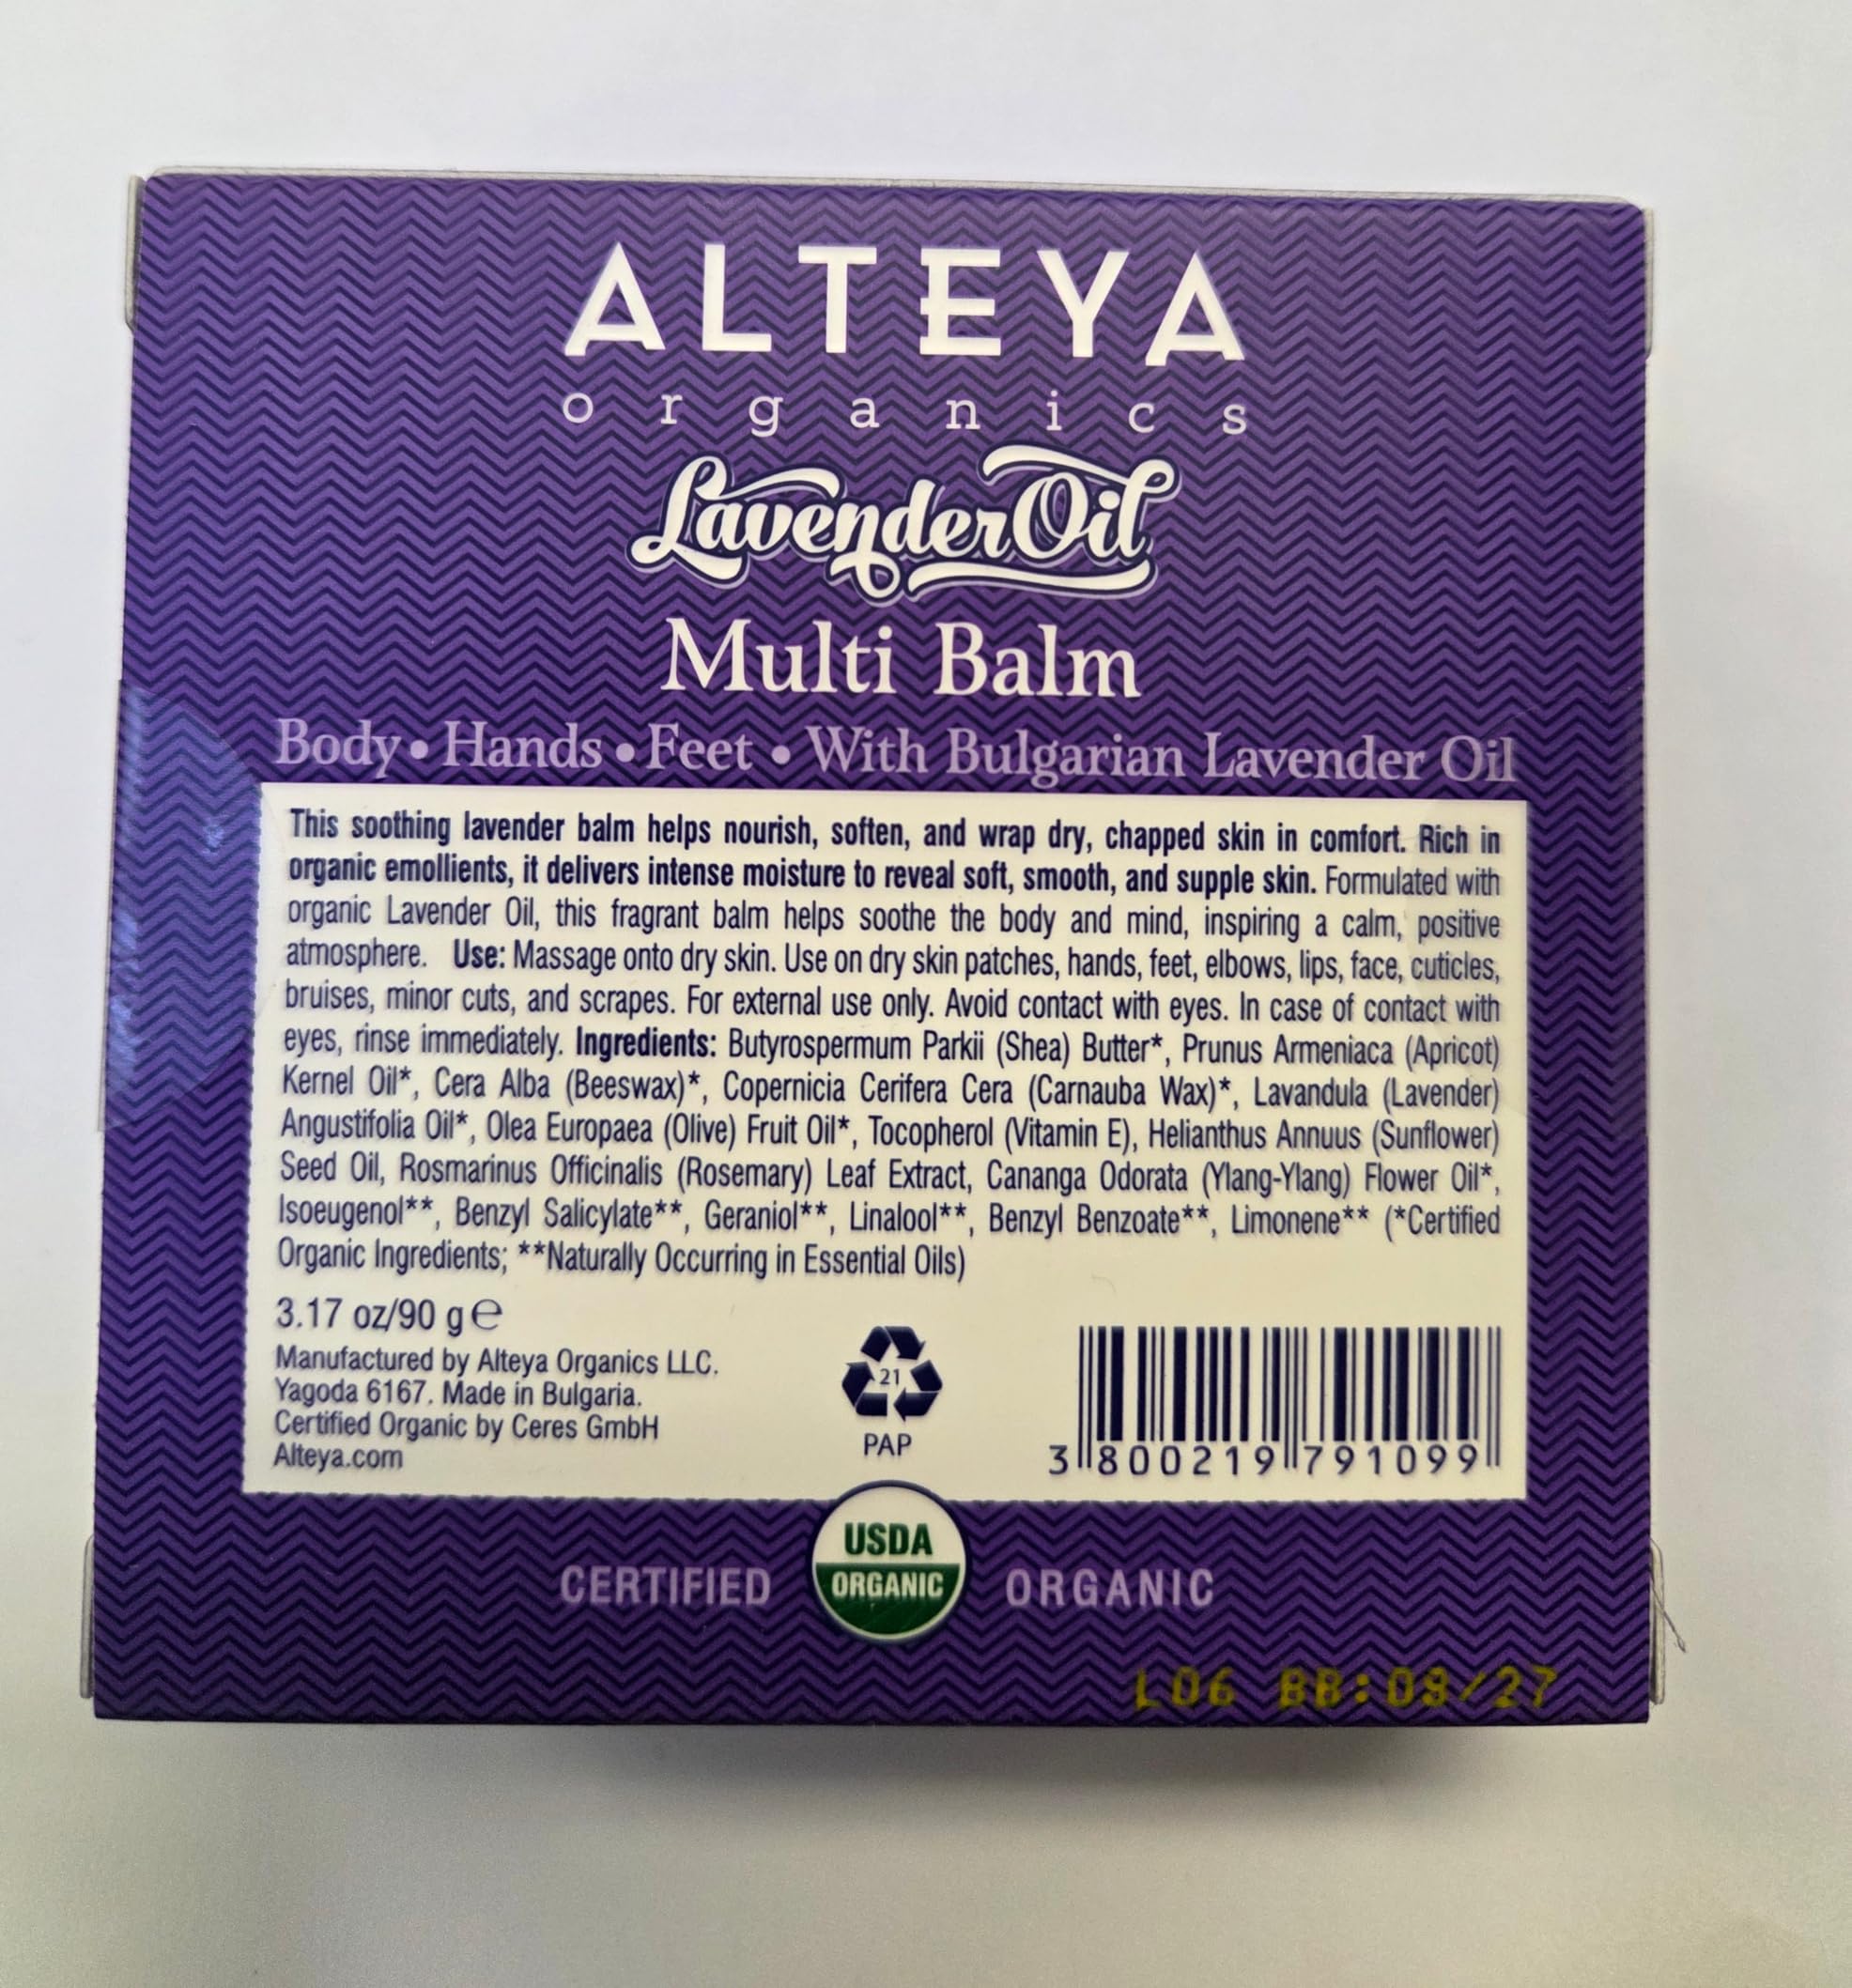 ALTEYA
organics
Lavender Oil
Multi Balm
Body • Hands • Feet • With Bulgarian Lavender Oil
This soothing lavender balm helps nourish, soften, and wrap dry, chapped skin in comfort. Rich in
organic emollients, it delivers intense moisture to reveal soft, smooth, and supple skin. Formulated with
organic Lavender Oil, this fragrant balm helps soothe the body and mind, inspiring a calm, positive
atmosphere. Use: Massage onto dry skin. Use on dry skin patches, hands, feet, elbows, lips, face, cuticles,
bruises, minor cuts, and scrapes. For external use only. Avoid contact with eyes. In case of contact with
eyes, rinse immediately. Ingredients: Butyrospermum Parkii (Shea) Butter*, Prunus Armeniaca (Apricot)
Kernel Oil*, Cera Alba (Beeswax)*, Copernicia Cerifera Cera (Carnauba Wax)*, Lavandula (Lavender)
Angustifolia Oil*, Olea Europaea (Olive) Fruit Oil*, Tocopherol (Vitamin E), Helianthus Annuus (Sunflower)
Seed Oil, Rosmarinus Officinalis (Rosemary) Leaf Extract, Cananga Odorata (Ylang-Ylang) Flower Oil*,
Isoeugenol**, Benzyl Salicylate**, Geraniol**, Linalool**, Benzyl Benzoate**, Limonene** (*Certified
Organic Ingredients; **Naturally Occurring in Essential Oils)
3.17 oz/90 g ℮
Manufactured by Alteya Organics LLC.
Yagoda 6167. Made in Bulgaria.
Certified Organic by Ceres GmbH
Alteya.com
21
PAP
3 800219 791099
USDA
CERTIFIED ORGANIC ORGANIC
L06 BB:09/27